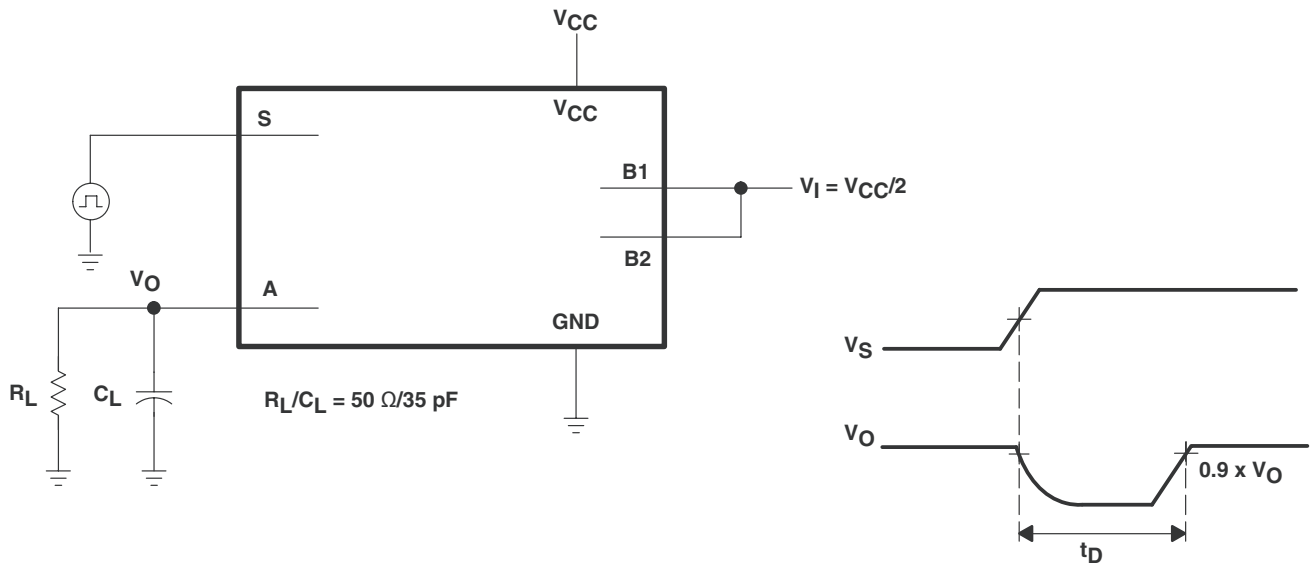 VCC
VCC
S
B1
VI = VCC/2
B2
VO
A
GND
RL
CL
RL/CL = 50 Ω/35 pF
VS
VO
0.9 x VO
tD